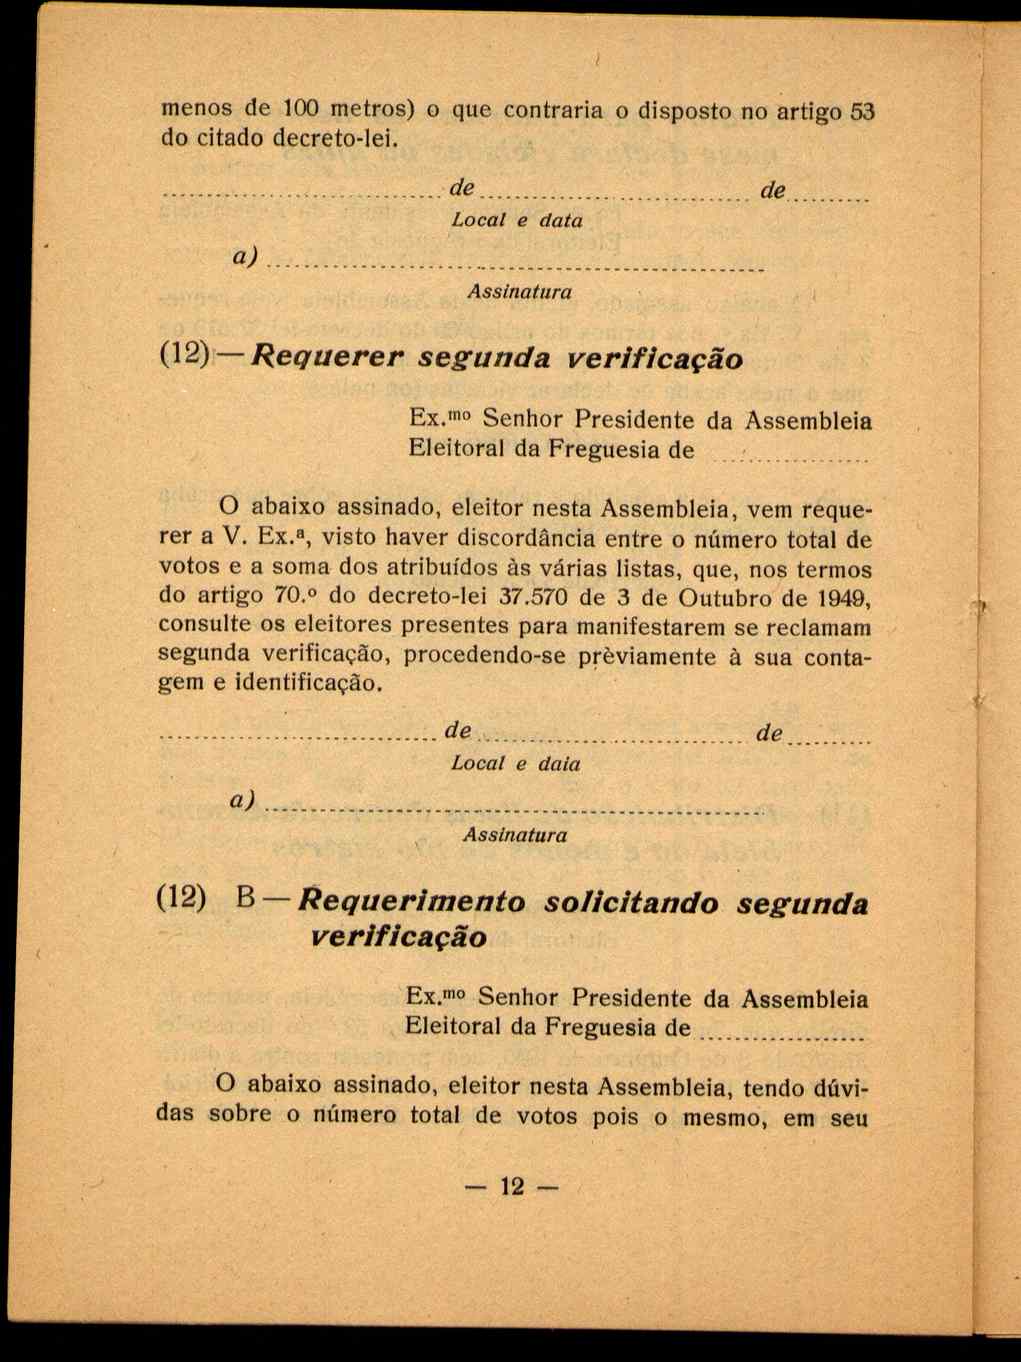 menos de 100 metros) o que contraria o disposto no artigo 53
do citado decreto-lei.
............................ de ............................ de .........
Local e data
a) ..................................................
Assinatura
(12) — Requerer segunda verificação
Ex.mo Senhor Presidente da Assembleia
Eleitoral da Freguesia de ................
O abaixo assinado, eleitor nesta Assembleia, vem reque-
rer a V. Ex.ª, visto haver discordância entre o número total de
votos e a soma dos atribuídos às várias listas, que, nos termos
do artigo 70.º do decreto-lei 37.570 de 3 de Outubro de 1949,
consulte os eleitores presentes para manifestarem se reclamam
segunda verificação, procedendo-se prèviamente à sua conta-
gem e identificação.
............................ de ............................ de .........
Local e daia
a) ..................................................
Assinatura
(12) B — Requerimento solicitando segunda
verificação
Ex.mo Senhor Presidente da Assembleia
Eleitoral da Freguesia de ................
O abaixo assinado, eleitor nesta Assembleia, tendo dúvi-
das sobre o número total de votos pois o mesmo, em seu
— 12 —